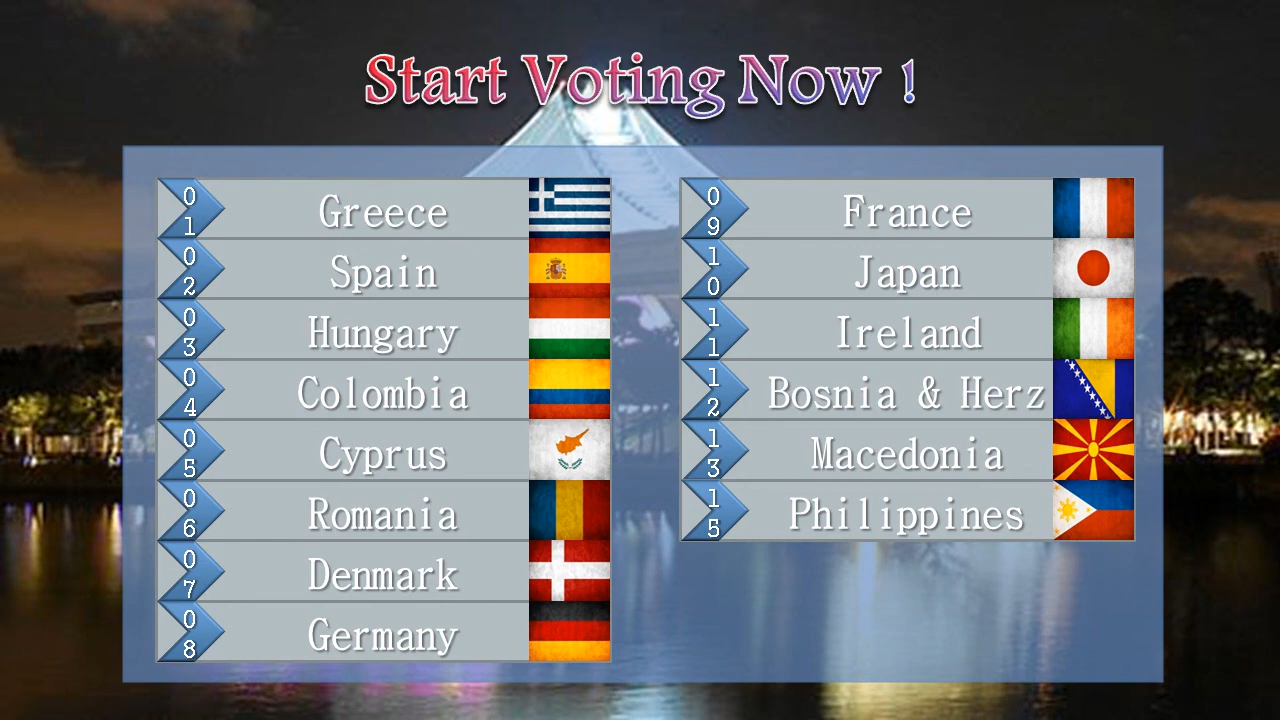 Start Voting Now !
01 Greece
02 Spain
03 Hungary
04 Colombia
05 Cyprus
06 Romania
07 Denmark
08 Germany
09 France
10 Japan
11 Ireland
12 Bosnia & Herz
13 Macedonia
15 Philippines